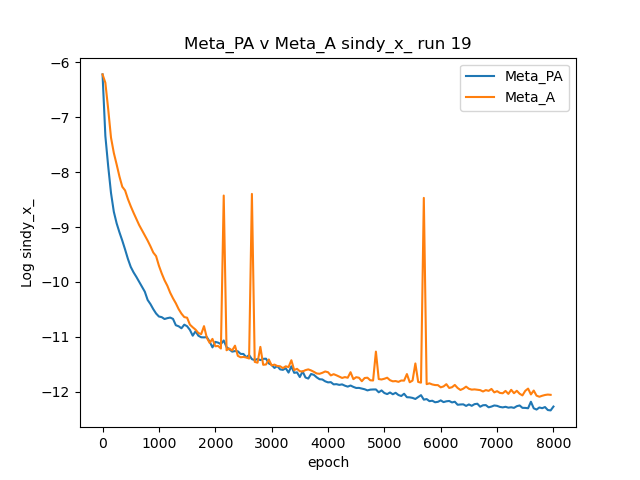 Meta_PA v Meta_A sindy_x_ run 19
Meta_PA
Meta_A
Log sindy_x_
−6
−7
−8
−9
−10
−11
−12
0 1000 2000 3000 4000 5000 6000 7000 8000
epoch